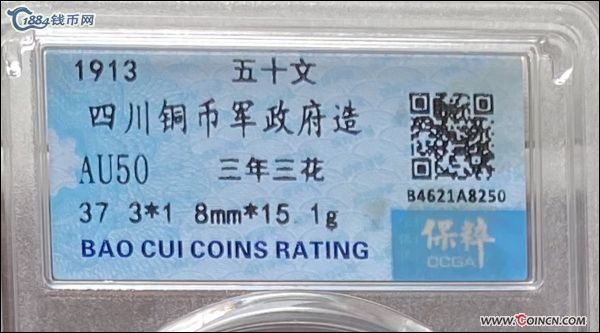 1884钱币网
1913 五十文
四川铜币军政府造
AU50 三年三花
37 3*1 8mm*15.1g
B4621A8250
保粹
CCGA
BAO CUI COINS RATING
www.COINCN.com